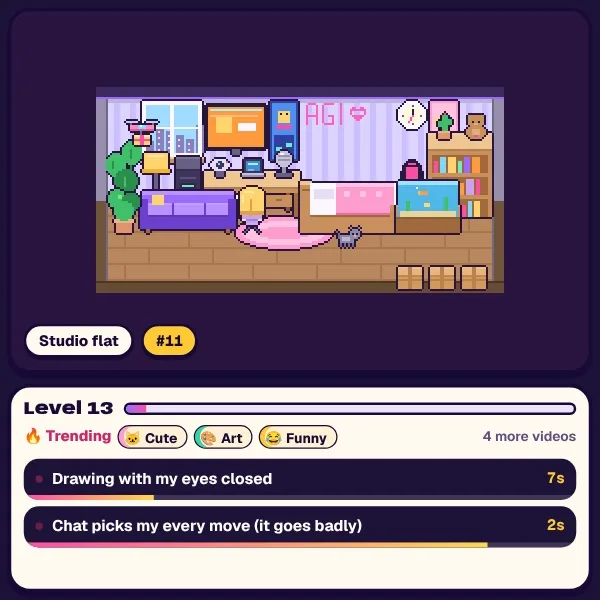 AGI
Studio flat
#11
Level 13
Trending Cute Art Funny 4 more videos
Drawing with my eyes closed 7s
Chat picks my every move (it goes badly) 2s